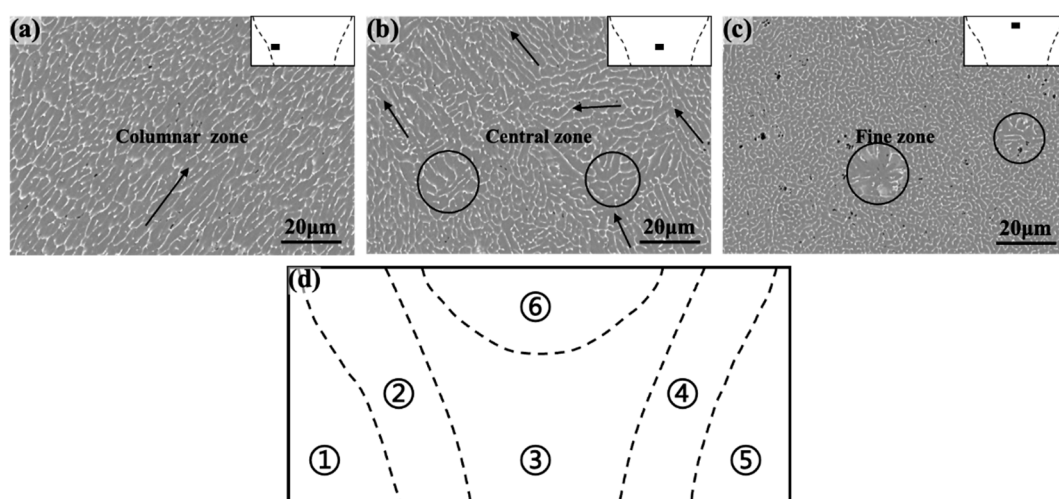 (a)
Columnar zone
20μm
(b)
Central zone
20μm
(c)
Fine zone
20μm
(d)
⑥
② ④
① ③ ⑤